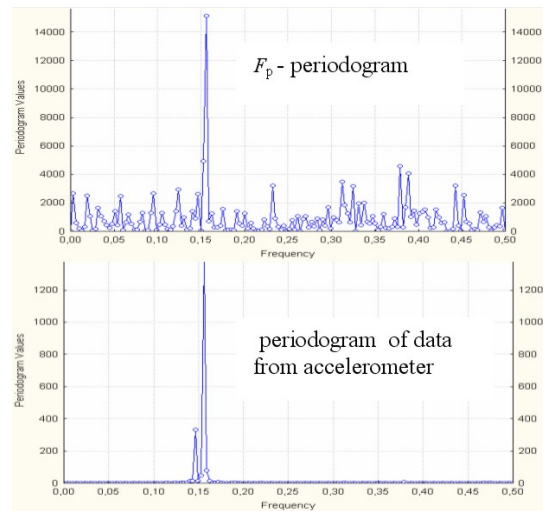 14000 14000
12000 12000
10000 10000
8000 8000
6000 6000
4000 4000
2000 2000
0 0
Periodogram Values
Fp - periodogram
0,00 0,05 0,10 0,15 0,20 0,25 0,30 0,35 0,40 0,45 0,50
Frequency
1200 1200
1000 1000
800 800
600 600
400 400
200 200
0 0
Periodogram Values
periodogram of data
from accelerometer
0,00 0,05 0,10 0,15 0,20 0,25 0,30 0,35 0,40 0,45 0,50
Frequency